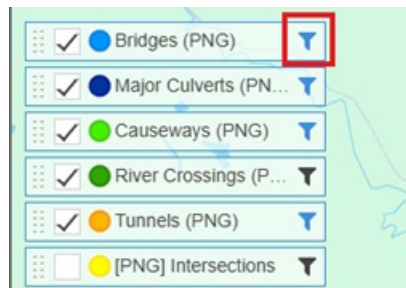 Bridges (PNG)
Major Culverts (PN...
Causeways (PNG)
River Crossings (P...
Tunnels (PNG)
[PNG] Intersections